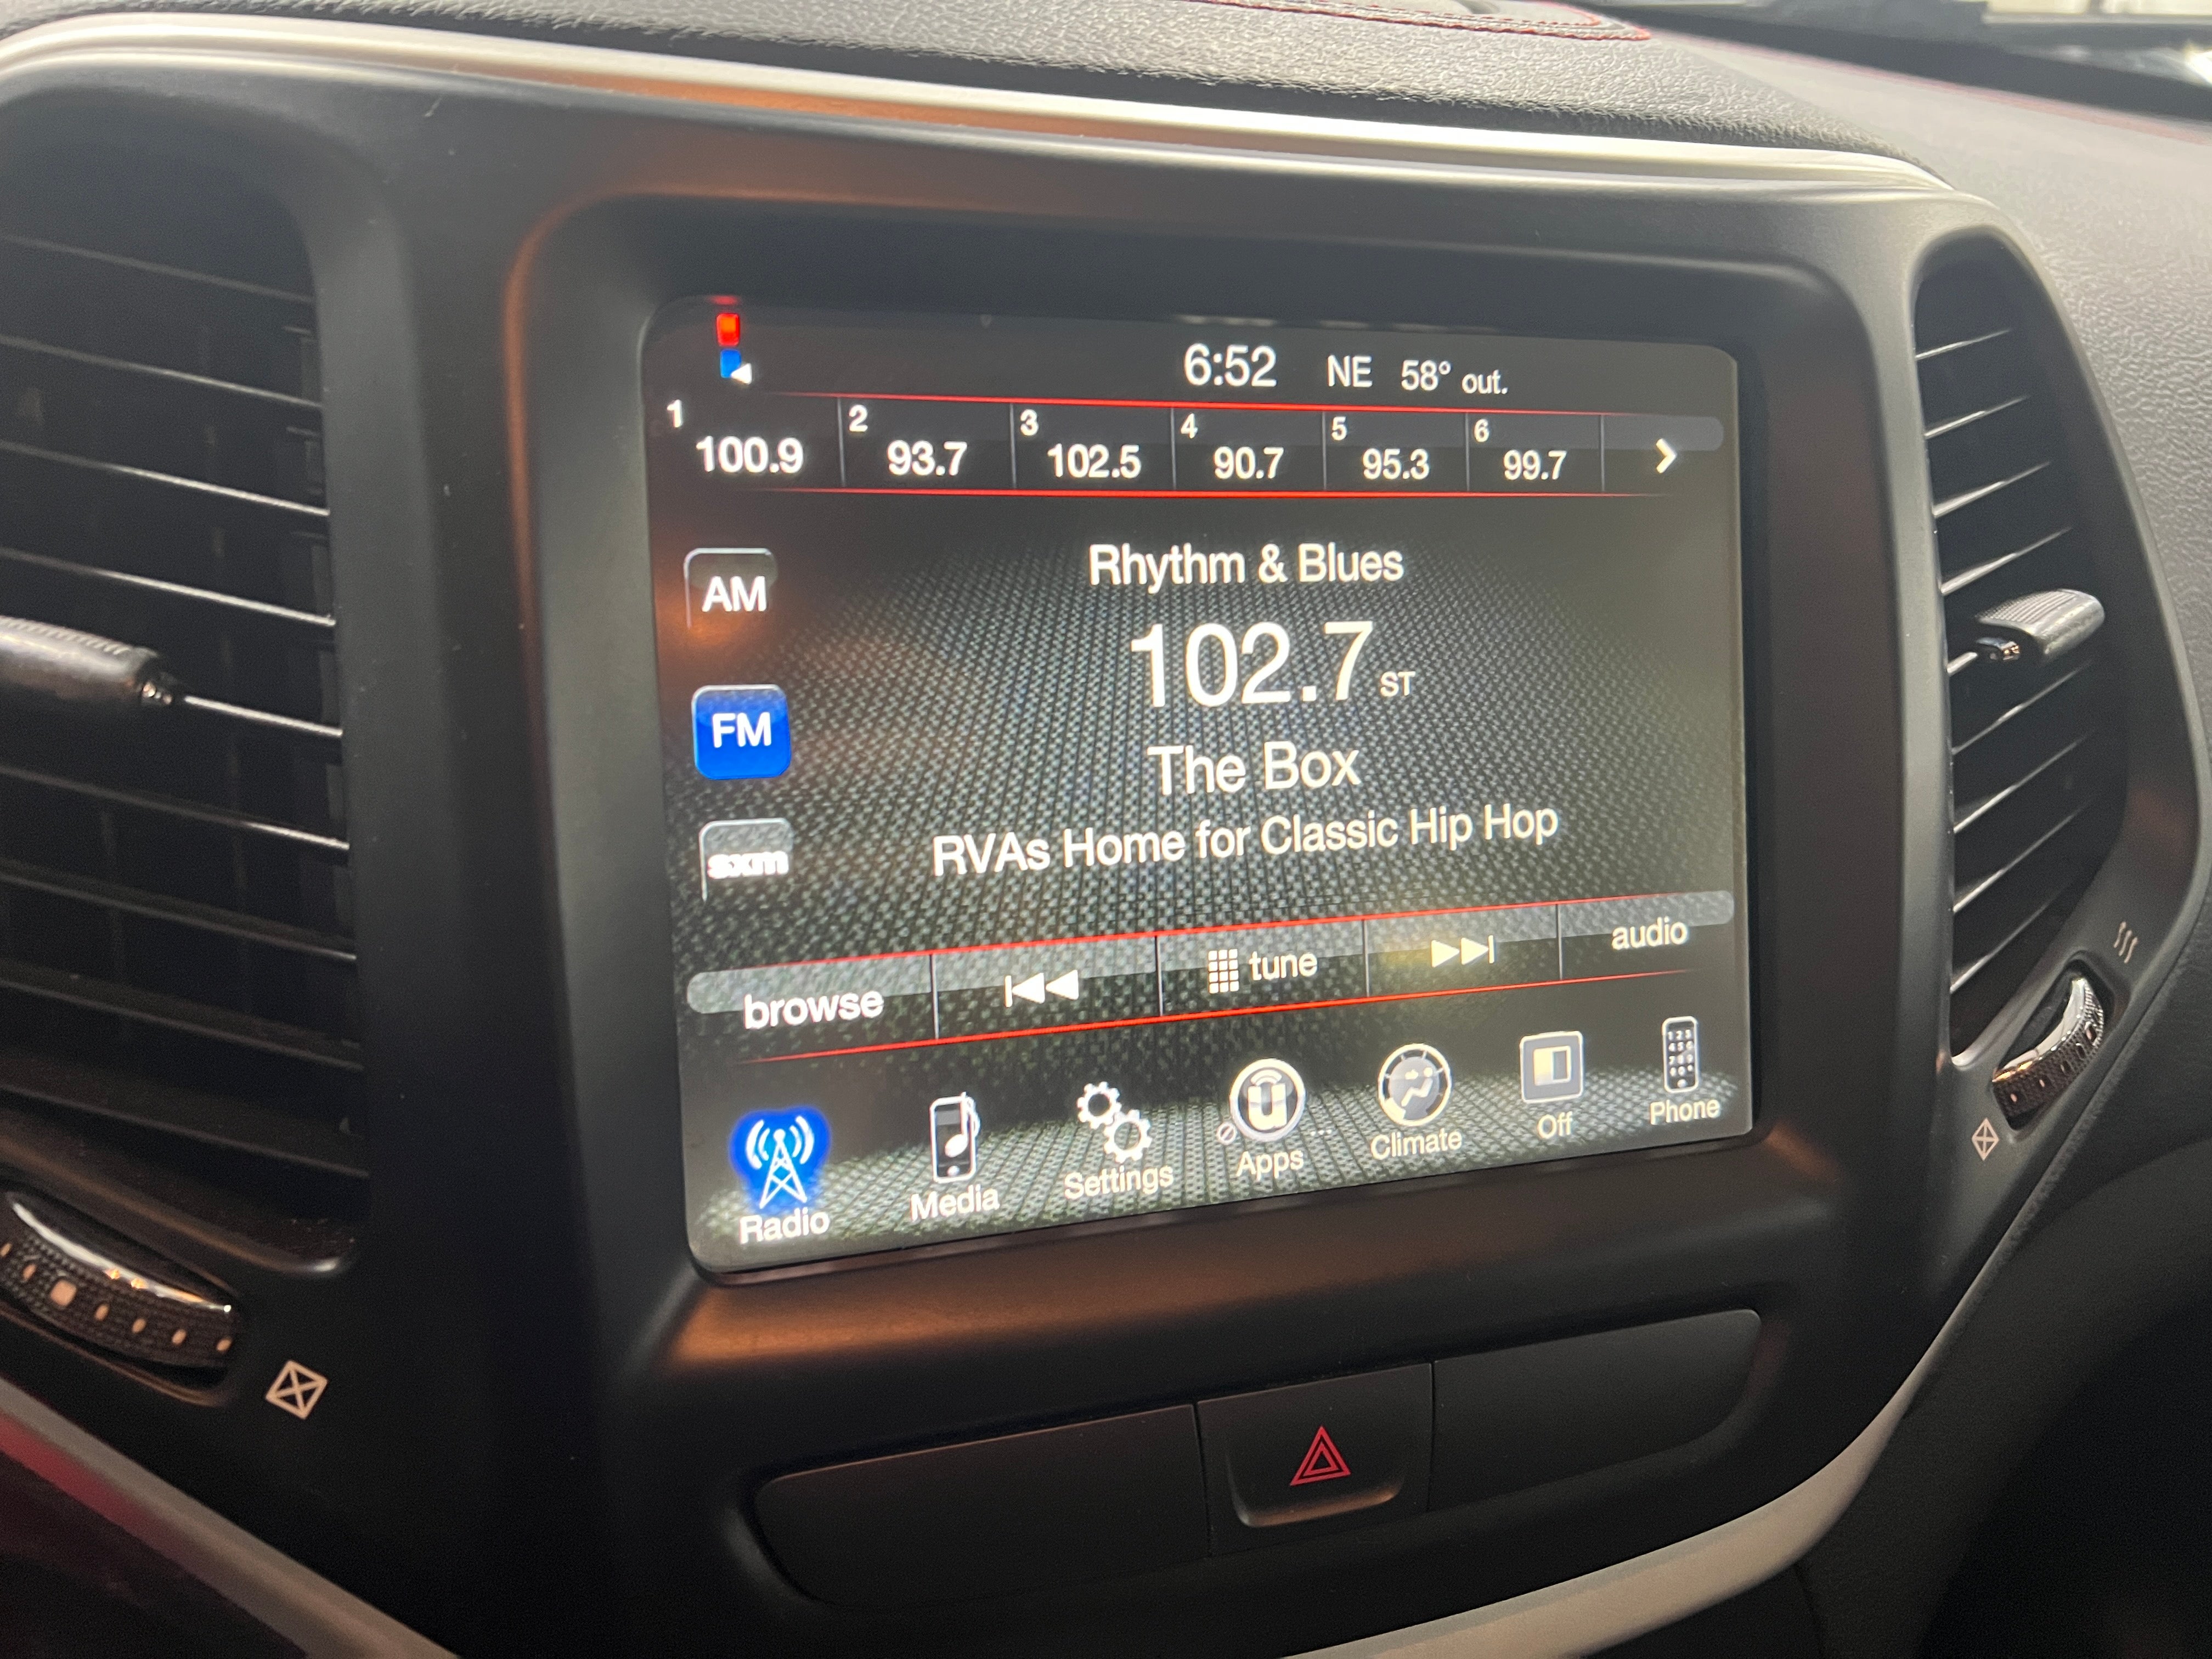 6:52 NE 58° out.
1 2 3 4 5 6
100.9 93.7 102.5 90.7 95.3 99.7
AM
Rhythm & Blues
102.7 ST
FM
The Box
RVAs Home for Classic Hip Hop
sxm
browse tune audio
Radio Media Settings Apps ... Climate Off Phone